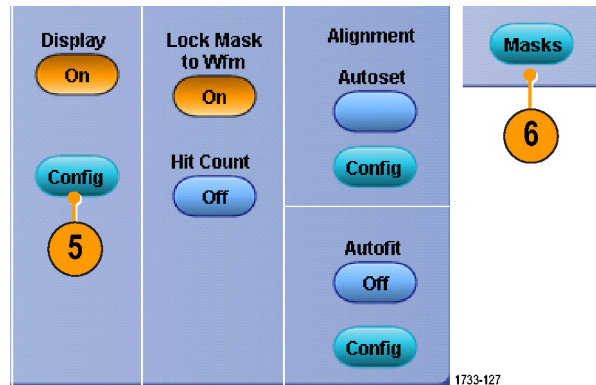 Display
On
Config
5
Lock Mask
to Wfm
On
Hit Count
Off
Alignment
Autoset
Config
Autofit
Off
Config
Masks
6
1733-127